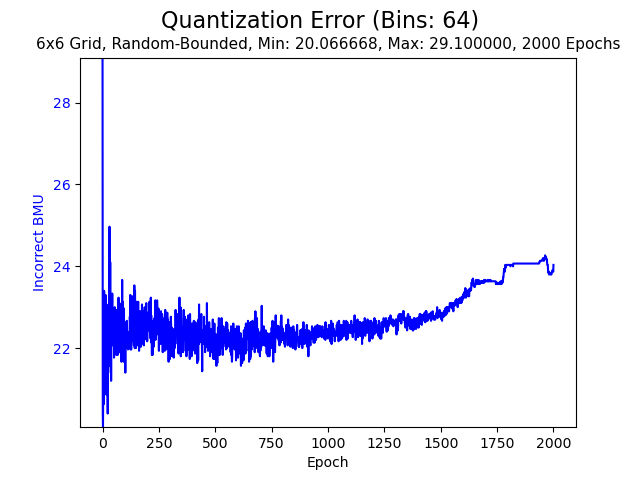 Quantization Error (Bins: 64)
6x6 Grid, Random-Bounded, Min: 20.066668, Max: 29.100000, 2000 Epochs
28
26
24
22
Incorrect BMU
0 250 500 750 1000 1250 1500 1750 2000
Epoch